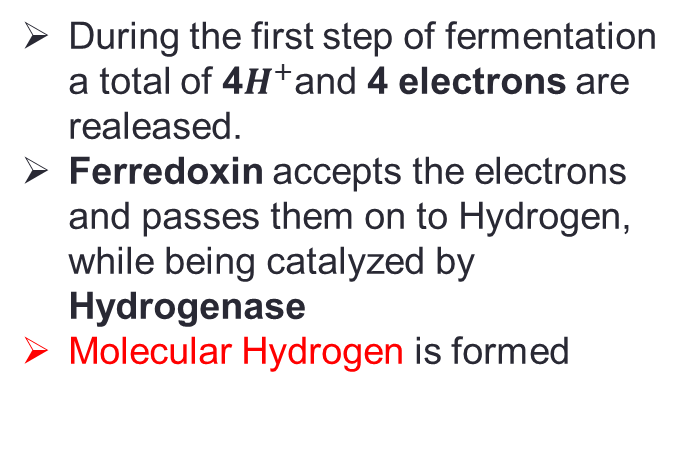 ➢ During the first step of fermentation
a total of 4H⁺and 4 electrons are
realeased.
➢ Ferredoxin accepts the electrons
and passes them on to Hydrogen,
while being catalyzed by
Hydrogenase
➢ Molecular Hydrogen is formed